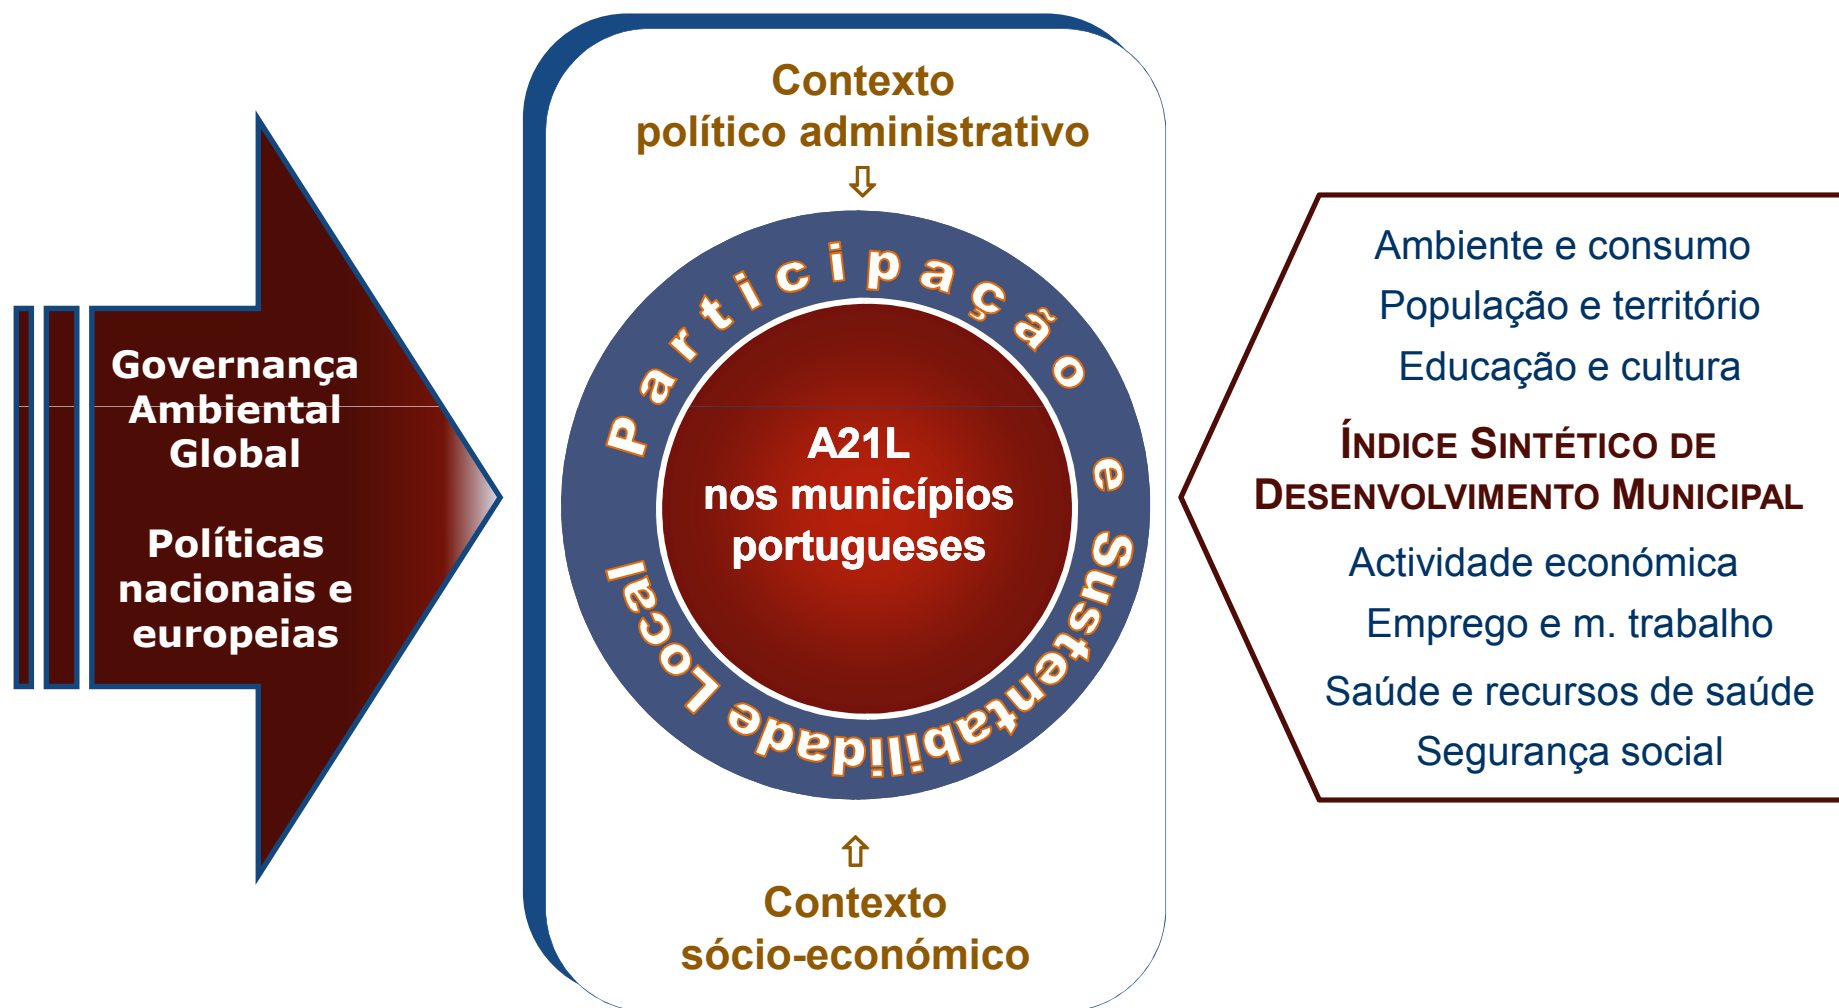 Governança
Ambiental
Global
Políticas
nacionais e
europeias
Contexto
político administrativo
⇩
Participação e Sustentabilidade Local
A21L
nos municípios
portugueses
⇧
Contexto
sócio-económico
Ambiente e consumo
População e território
Educação e cultura
ÍNDICE SINTÉTICO DE
DESENVOLVIMENTO MUNICIPAL
Actividade económica
Emprego e m. trabalho
Saúde e recursos de saúde
Segurança social